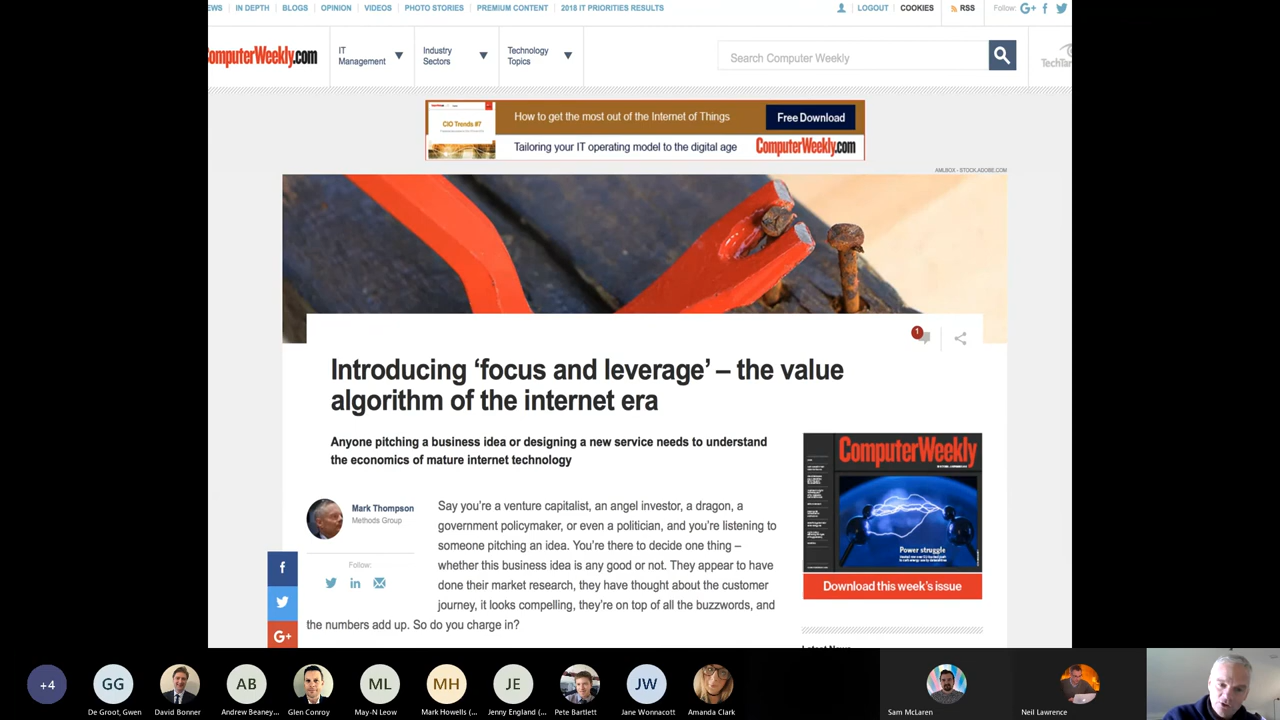 EWS
IN DEPTH
BLOGS
OPINION
VIDEOS
PHOTO STORIES
PREMIUM CONTENT
2018 IT PRIORITIES RESULTS
LOGOUT
COOKIES
RSS
Follow:
ComputerWeekly.com
IT
Management
Industry
Sectors
Technology
Topics
Search Computer Weekly
TechTar
CIO Trends #7
How to get the most out of the Internet of Things
Free Download
Tailoring your IT operating model to the digital age
ComputerWeekly.com
AMLBOX - STOCK.ADOBE.COM
1
Introducing ‘focus and leverage’ – the value
algorithm of the internet era
Anyone pitching a business idea or designing a new service needs to understand
the economics of mature internet technology
Mark Thompson
Methods Group
Follow:
Say you're a venture capitalist, an angel investor, a dragon, a
government policymaker, or even a politician, and you're listening to
someone pitching an idea. You're there to decide one thing –
whether this business idea is any good or not. They appear to have
done their market research, they have thought about the customer
journey, it looks compelling, they're on top of all the buzzwords, and
the numbers add up. So do you charge in?
ComputerWeekly
Power struggle
Download this week's issue
Latest News
+4
GG
De Groot, Gwen
David Bonner
AB
Andrew Beaney...
Glen Conroy
ML
May-N Leow
MH
Mark Howells (...
JE
Jenny England (...
Pete Bartlett
JW
Jane Wonnacott
Amanda Clark
Sam McLaren
Neil Lawrence